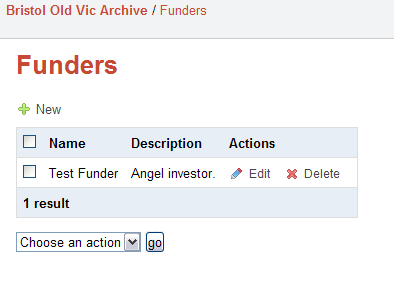 Bristol Old Vic Archive / Funders
Funders
New
Name Description Actions
Test Funder Angel investor. Edit Delete
1 result
Choose an action go